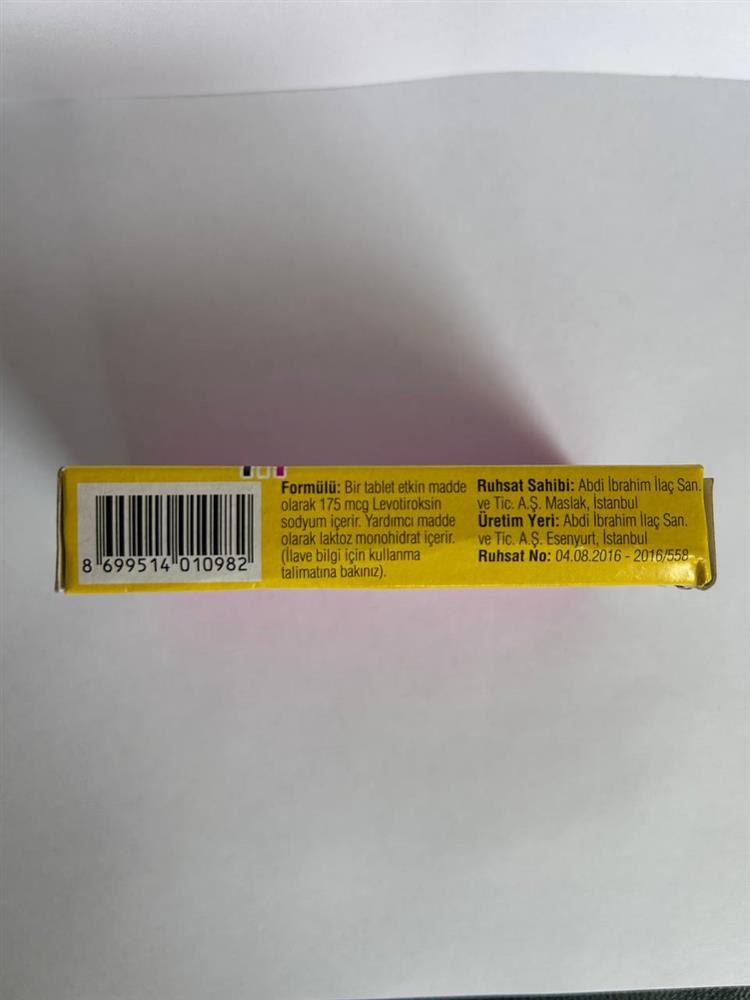 8 699514 010982
Formülü: Bir tablet etkin madde
olarak 175 mcg Levotiroksin
sodyum içerir. Yardımcı madde
olarak laktoz monohidrat içerir.
(İlave bilgi için kullanma
talimatına bakınız).
Ruhsat Sahibi: Abdi İbrahim İlaç San.
ve Tic. A.Ş. Maslak, İstanbul
Üretim Yeri: Abdi İbrahim İlaç San.
ve Tic. A.Ş. Esenyurt, İstanbul
Ruhsat No: 04.08.2016 - 2016/558